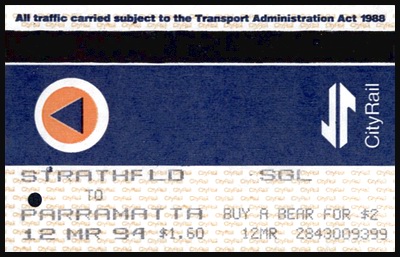 All traffic carried subject to the Transport Administration Act 1988
CityRail
STRATHFLD SGL
TO
PARRAMATTA BUY A BEAR FOR $2
12 MR 94 $1.60 12MR 2843009399